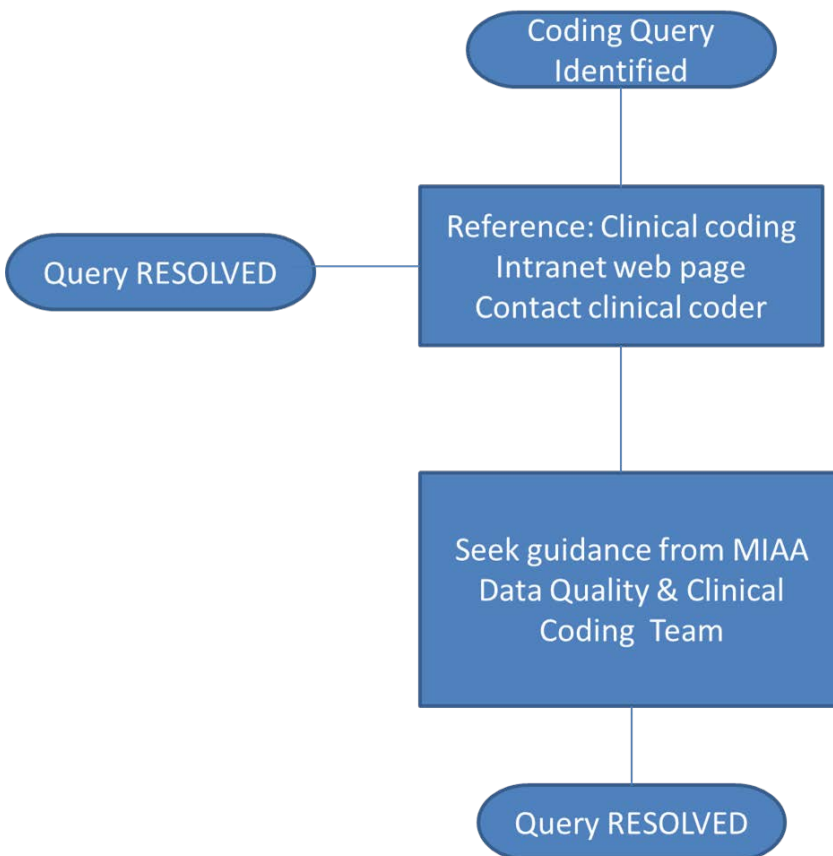 Coding Query
Identified
Reference: Clinical coding
Intranet web page
Contact clinical coder
Query RESOLVED
Seek guidance from MIAA
Data Quality & Clinical
Coding Team
Query RESOLVED